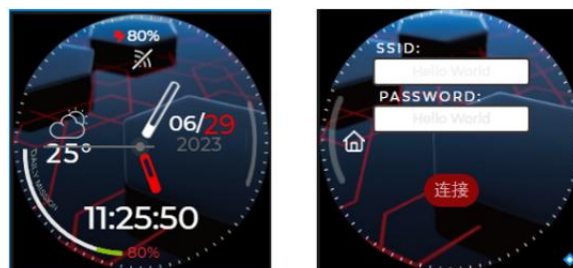 80%
06/29
2023
25°
DAILY MISSION
11:25:50
80%
SSID:
Hello World
PASSWORD:
Hello World
连接